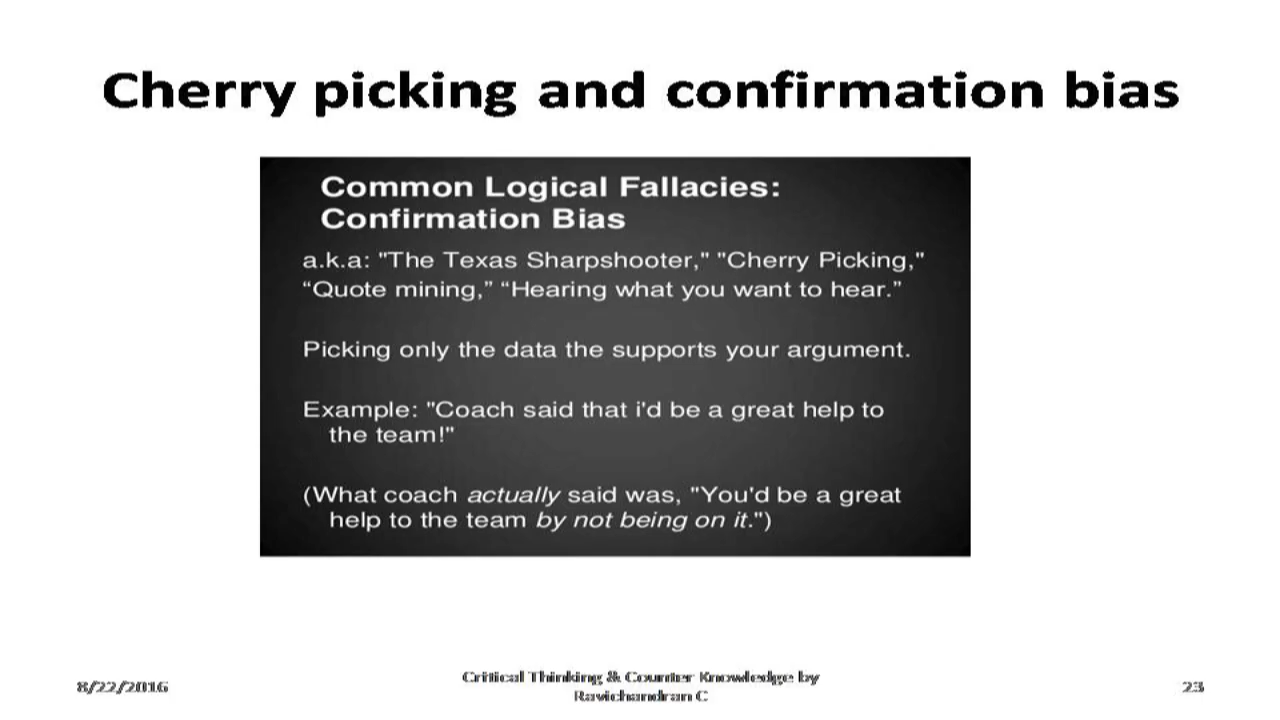 Cherry picking and confirmation bias
Common Logical Fallacies:
Confirmation Bias
a.k.a: "The Texas Sharpshooter," "Cherry Picking,"
“Quote mining,” “Hearing what you want to hear.”
Picking only the data the supports your argument.
Example: "Coach said that i'd be a great help to
the team!"
(What coach actually said was, "You'd be a great
help to the team by not being on it.")
8/22/2016
Critical Thinking & Counter Knowledge by
Ravichandran C
23